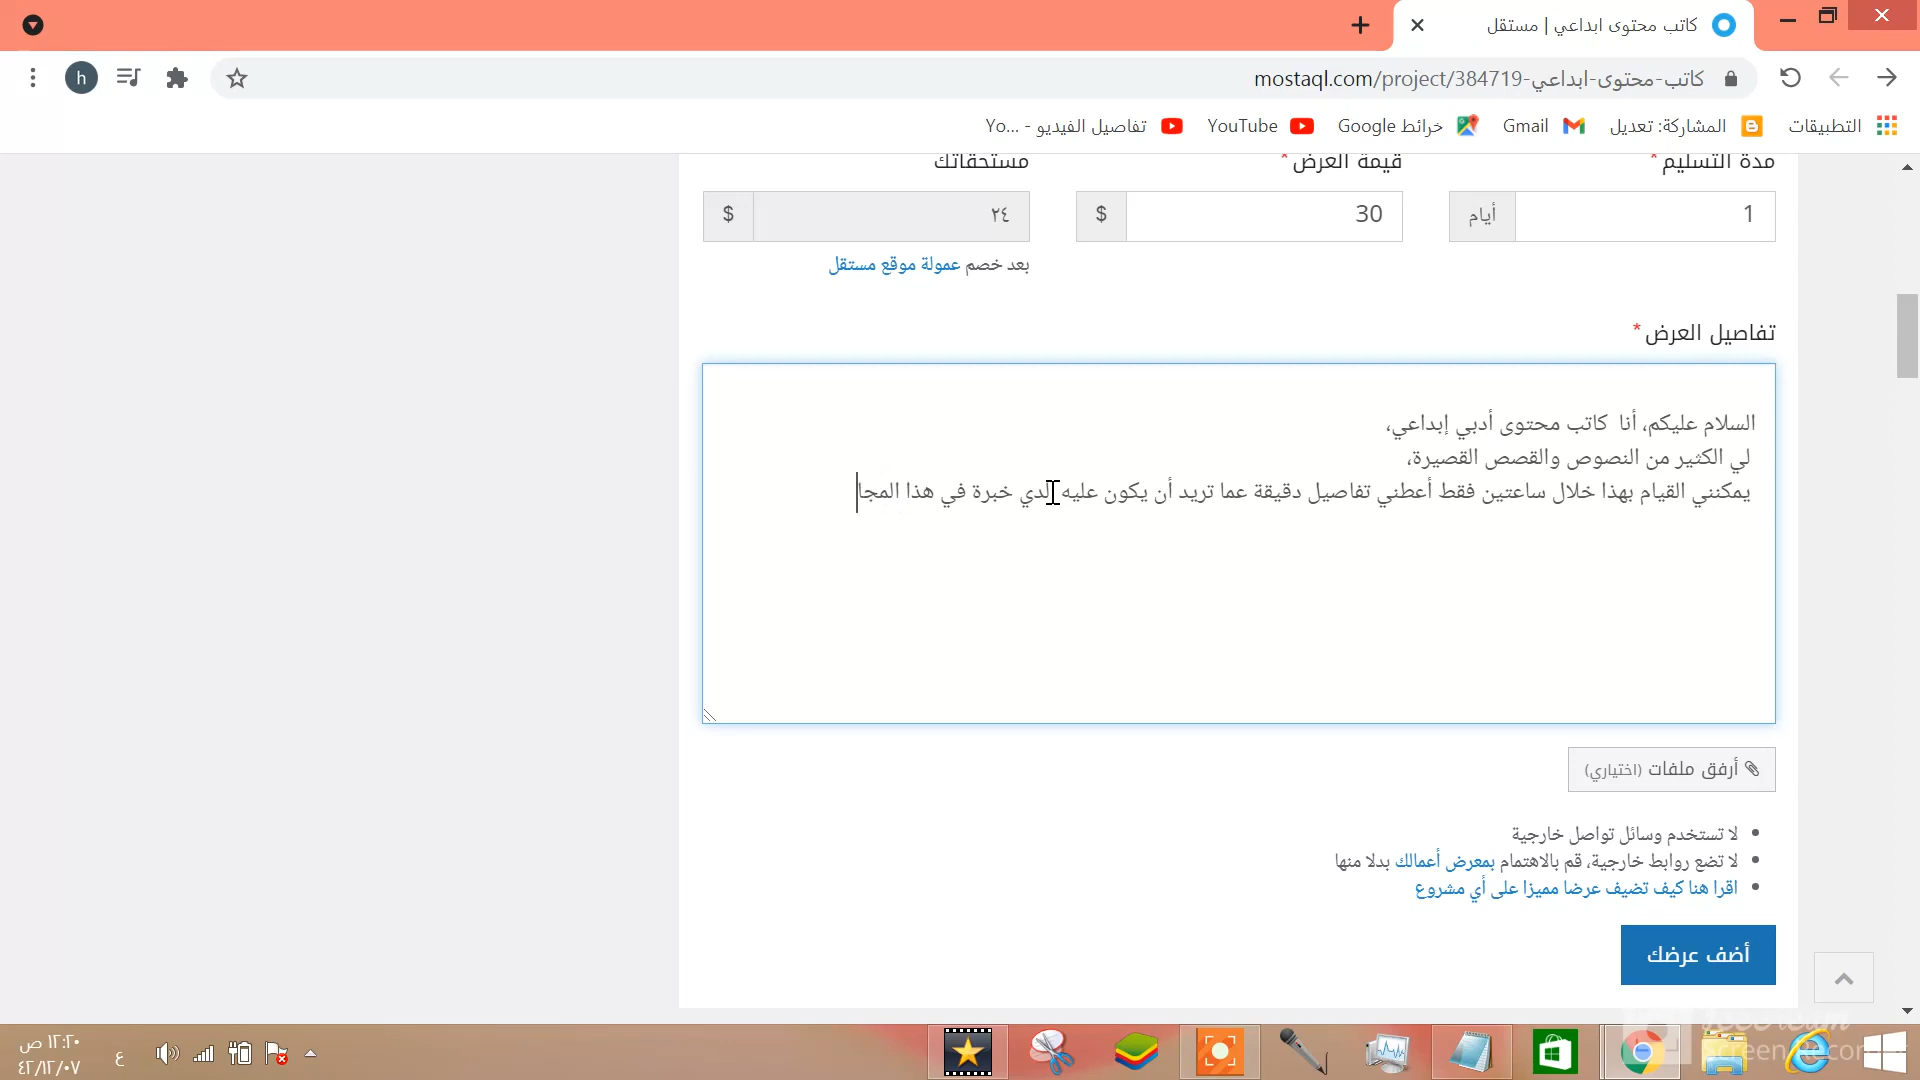 كاتب محتوى ابداعي | مستقل
mostaql.com/project/384719-كاتب-محتوى-ابداعي
h
التطبيقات
المشاركة: تعديل
Gmail
خرائط Google
YouTube
تفاصيل الفيديو - Yo...
مدة التسليم *
قيمة العرض *
مستحقاتك
1
أيام
30
$
٢٤
$
بعد خصم عمولة موقع مستقل
تفاصيل العرض *
السلام عليكم، أنا كاتب محتوى أدبي إبداعي،
لي الكثير من النصوص والقصص القصيرة،
يمكنني القيام بهذا خلال ساعتين فقط أعطني تفاصيل دقيقة عما تريد أن يكون عليه لدي خبرة في هذا المجا
أرفق ملفات (اختياري)
لا تستخدم وسائل تواصل خارجية
لا تضع روابط خارجية، قم بالاهتمام بمعرض أعمالك بدلا منها
اقرا هنا كيف تضيف عرضا مميزا على أي مشروع
أضف عرضك
Icecream
Screen Recorder
ع
١٢:٢٠ ص
٤٢/١٢/٠٧